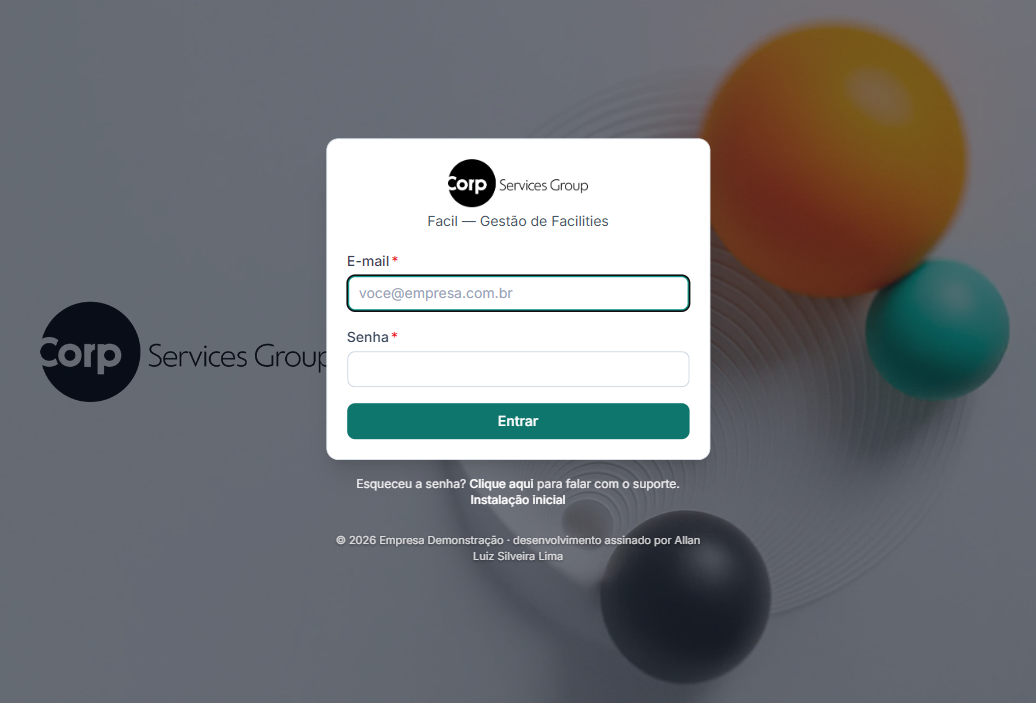 Corp Services Group
Facil — Gestão de Facilities
E-mail *
voce@empresa.com.br
Corp Services Group
Senha *
Entrar
Esqueceu a senha? Clique aqui para falar com o suporte.
Instalação inicial
© 2026 Empresa Demonstração · desenvolvimento assinado por Allan
Luiz Silveira Lima